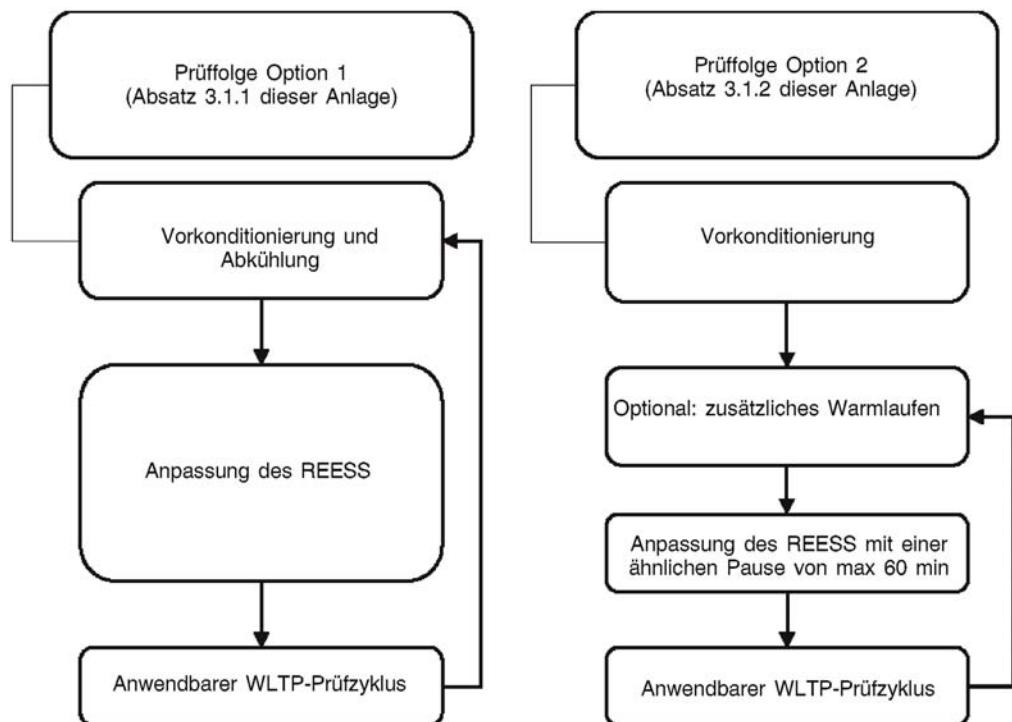 Prüffolge Option 1
(Absatz 3.1.1 dieser Anlage)
Vorkonditionierung und
Abkühlung
Anpassung des REESS
Anwendbarer WLTP-Prüfzyklus
Prüffolge Option 2
(Absatz 3.1.2 dieser Anlage)
Vorkonditionierung
Optional: zusätzliches Warmlaufen
Anpassung des REESS mit einer
ähnlichen Pause von max 60 min
Anwendbarer WLTP-Prüfzyklus